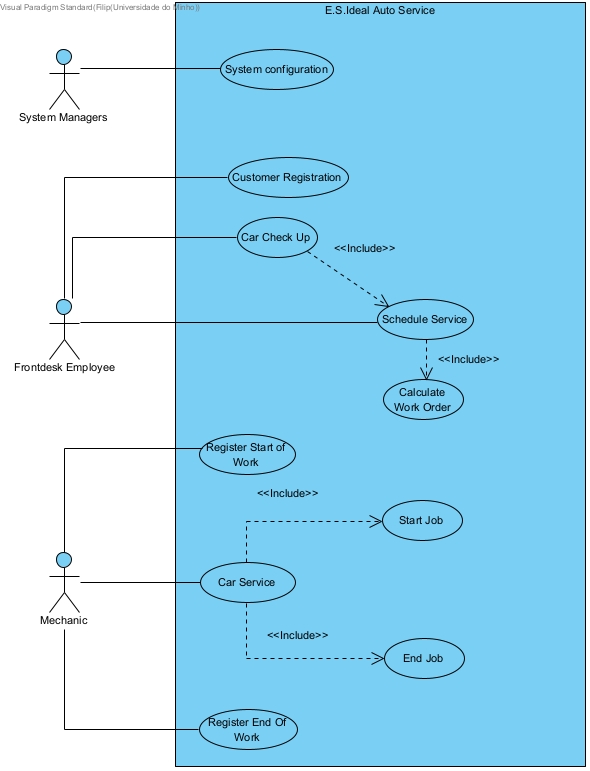 Visual Paradigm Standard(Filip(Universidade do Minho))
E.S.Ideal Auto Service
System configuration
System Managers
Customer Registration
Car Check Up
<<Include>>
Schedule Service
Frontdesk Employee
<<Include>>
Calculate
Work Order
Register Start of
Work
<<Include>>
Start Job
Car Service
Mechanic
<<Include>>
End Job
Register End Of
Work